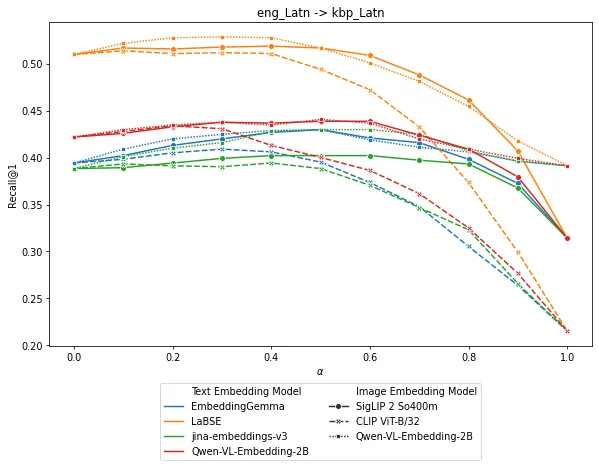 eng_Latn -> kbp_Latn
Recall@1
0.50
0.45
0.40
0.35
0.30
0.25
0.20
0.0 0.2 0.4 0.6 0.8 1.0
α
Text Embedding Model
EmbeddingGemma
LaBSE
jina-embeddings-v3
Qwen-VL-Embedding-2B
Image Embedding Model
SigLIP 2 So400m
CLIP ViT-B/32
Qwen-VL-Embedding-2B